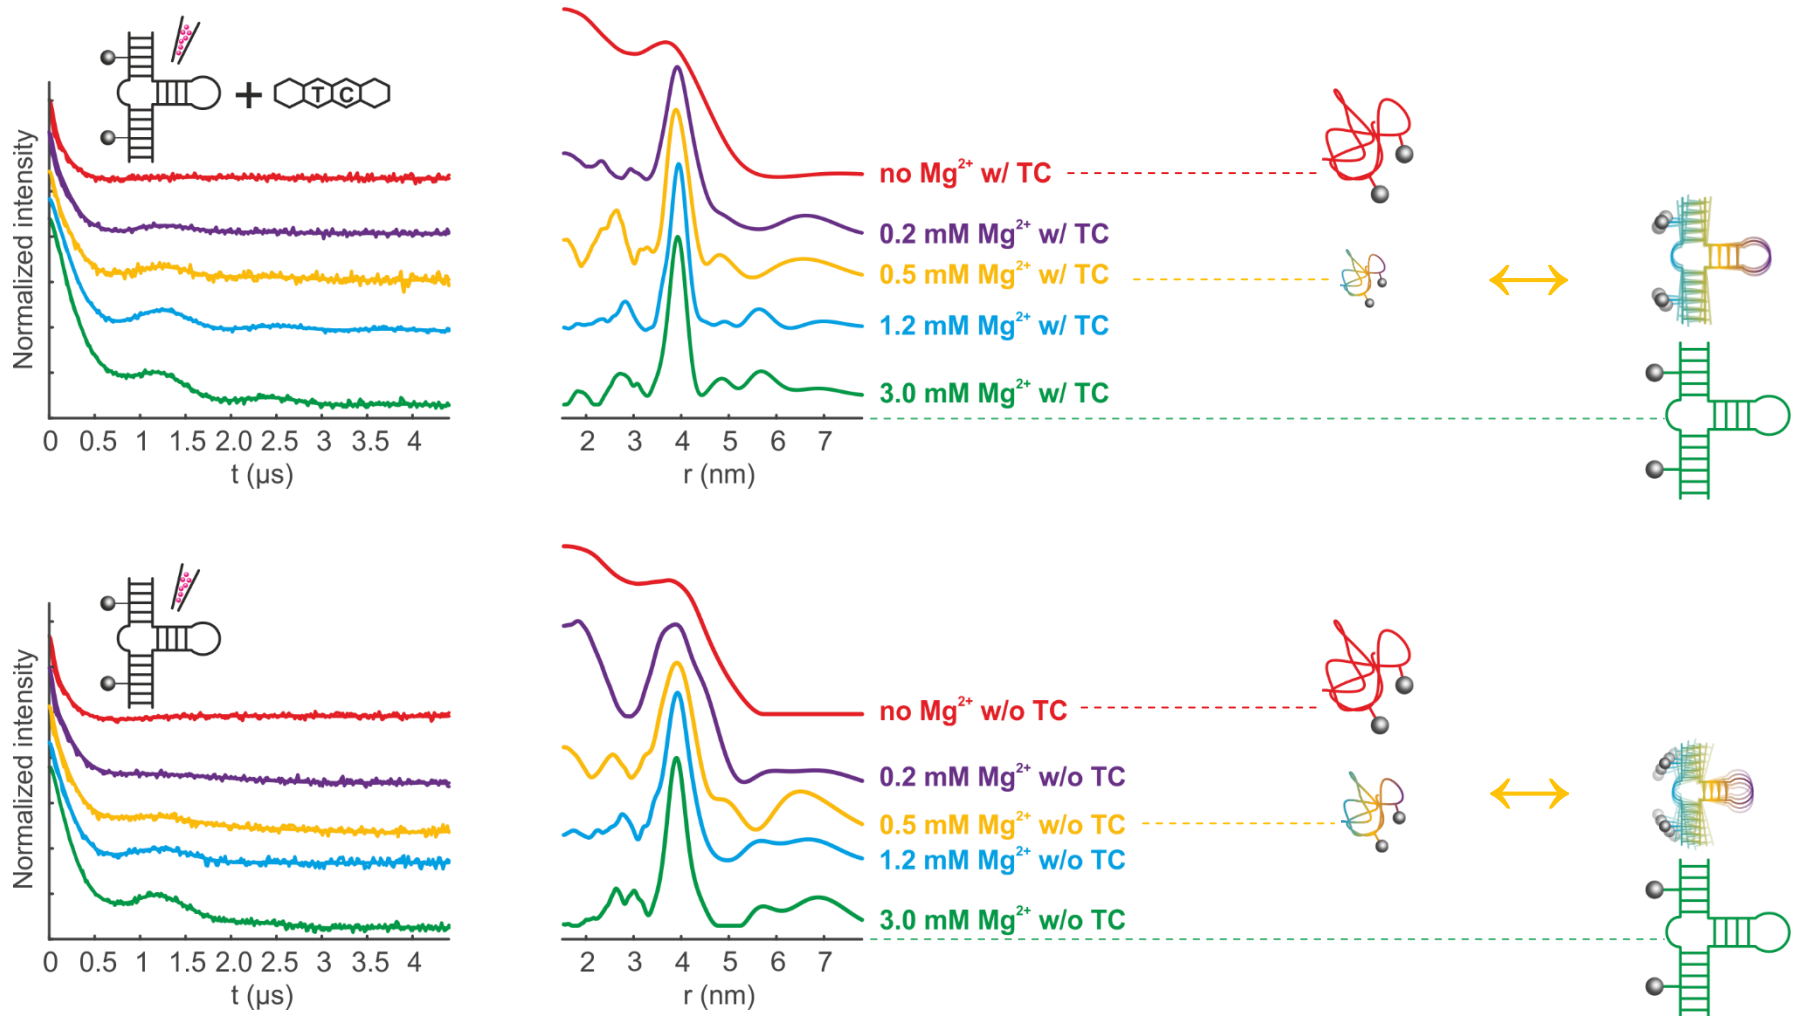 Normalized intensity
+ TC
0 0.5 1 1.5 2.0 2.5 3 3.5 4
t (µs)
2 3 4 5 6 7
r (nm)
no Mg²⁺ w/ TC
0.2 mM Mg²⁺ w/ TC
0.5 mM Mg²⁺ w/ TC
1.2 mM Mg²⁺ w/ TC
3.0 mM Mg²⁺ w/ TC
Normalized intensity
0 0.5 1 1.5 2.0 2.5 3 3.5 4
t (µs)
2 3 4 5 6 7
r (nm)
no Mg²⁺ w/o TC
0.2 mM Mg²⁺ w/o TC
0.5 mM Mg²⁺ w/o TC
1.2 mM Mg²⁺ w/o TC
3.0 mM Mg²⁺ w/o TC